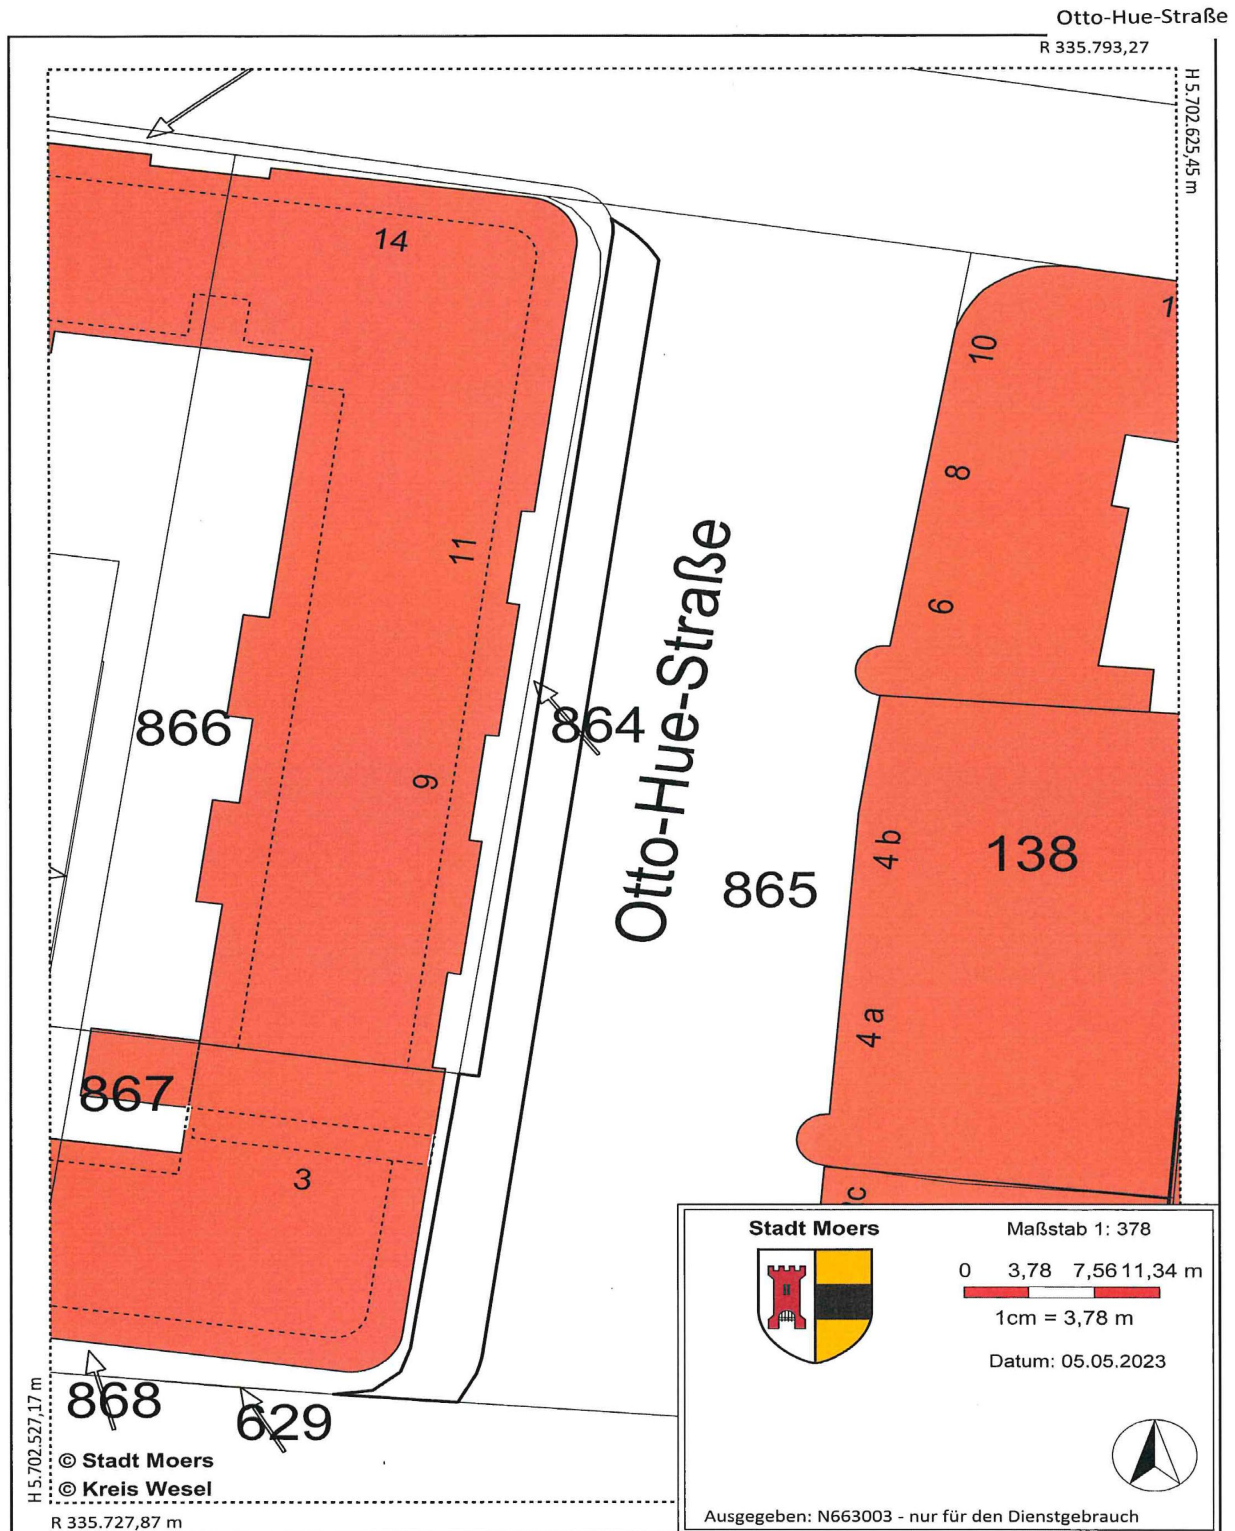 Otto-Hue-Straße
R 335.793,27
H 5.702.625,45 m
14
1
10
8
11
6
Otto-Hue-Straße
866
864
9
4 b
138
865
4 a
867
3
Stadt Moers
Maßstab 1: 378
0 3,78 7,56 11,34 m
1cm = 3,78 m
Datum: 05.05.2023
868
629
H 5.702.527,17 m
© Stadt Moers
© Kreis Wesel
R 335.727,87 m
Ausgegeben: N663003 - nur für den Dienstgebrauch